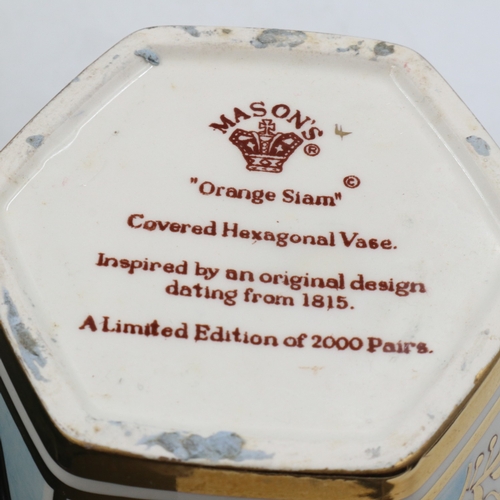 MASON'S
®
©
"Orange Siam"
Covered Hexagonal Vase.
Inspired by an original design
dating from 1815.
A Limited Edition of 2000 Pairs.